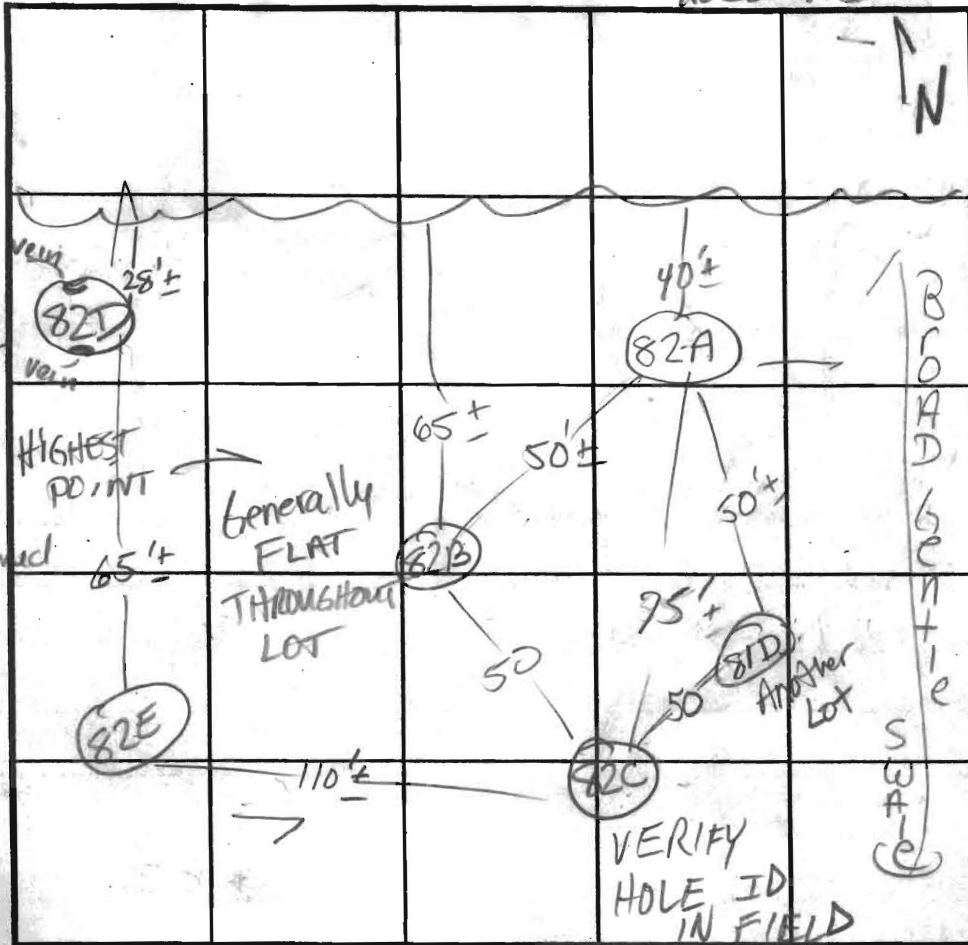 N
vein
28'±
82D
vein
40'±
82-A
65±
50'±
HIGHEST
POINT
Generally
FLAT
THROUGHOUT
LOT
82B
50'±
65'±
75'±
81D
Another
Lot
50
50
82E
110'±
82C
VERIFY
HOLE ID
IN FIELD
BROAD Gentle
SWAle